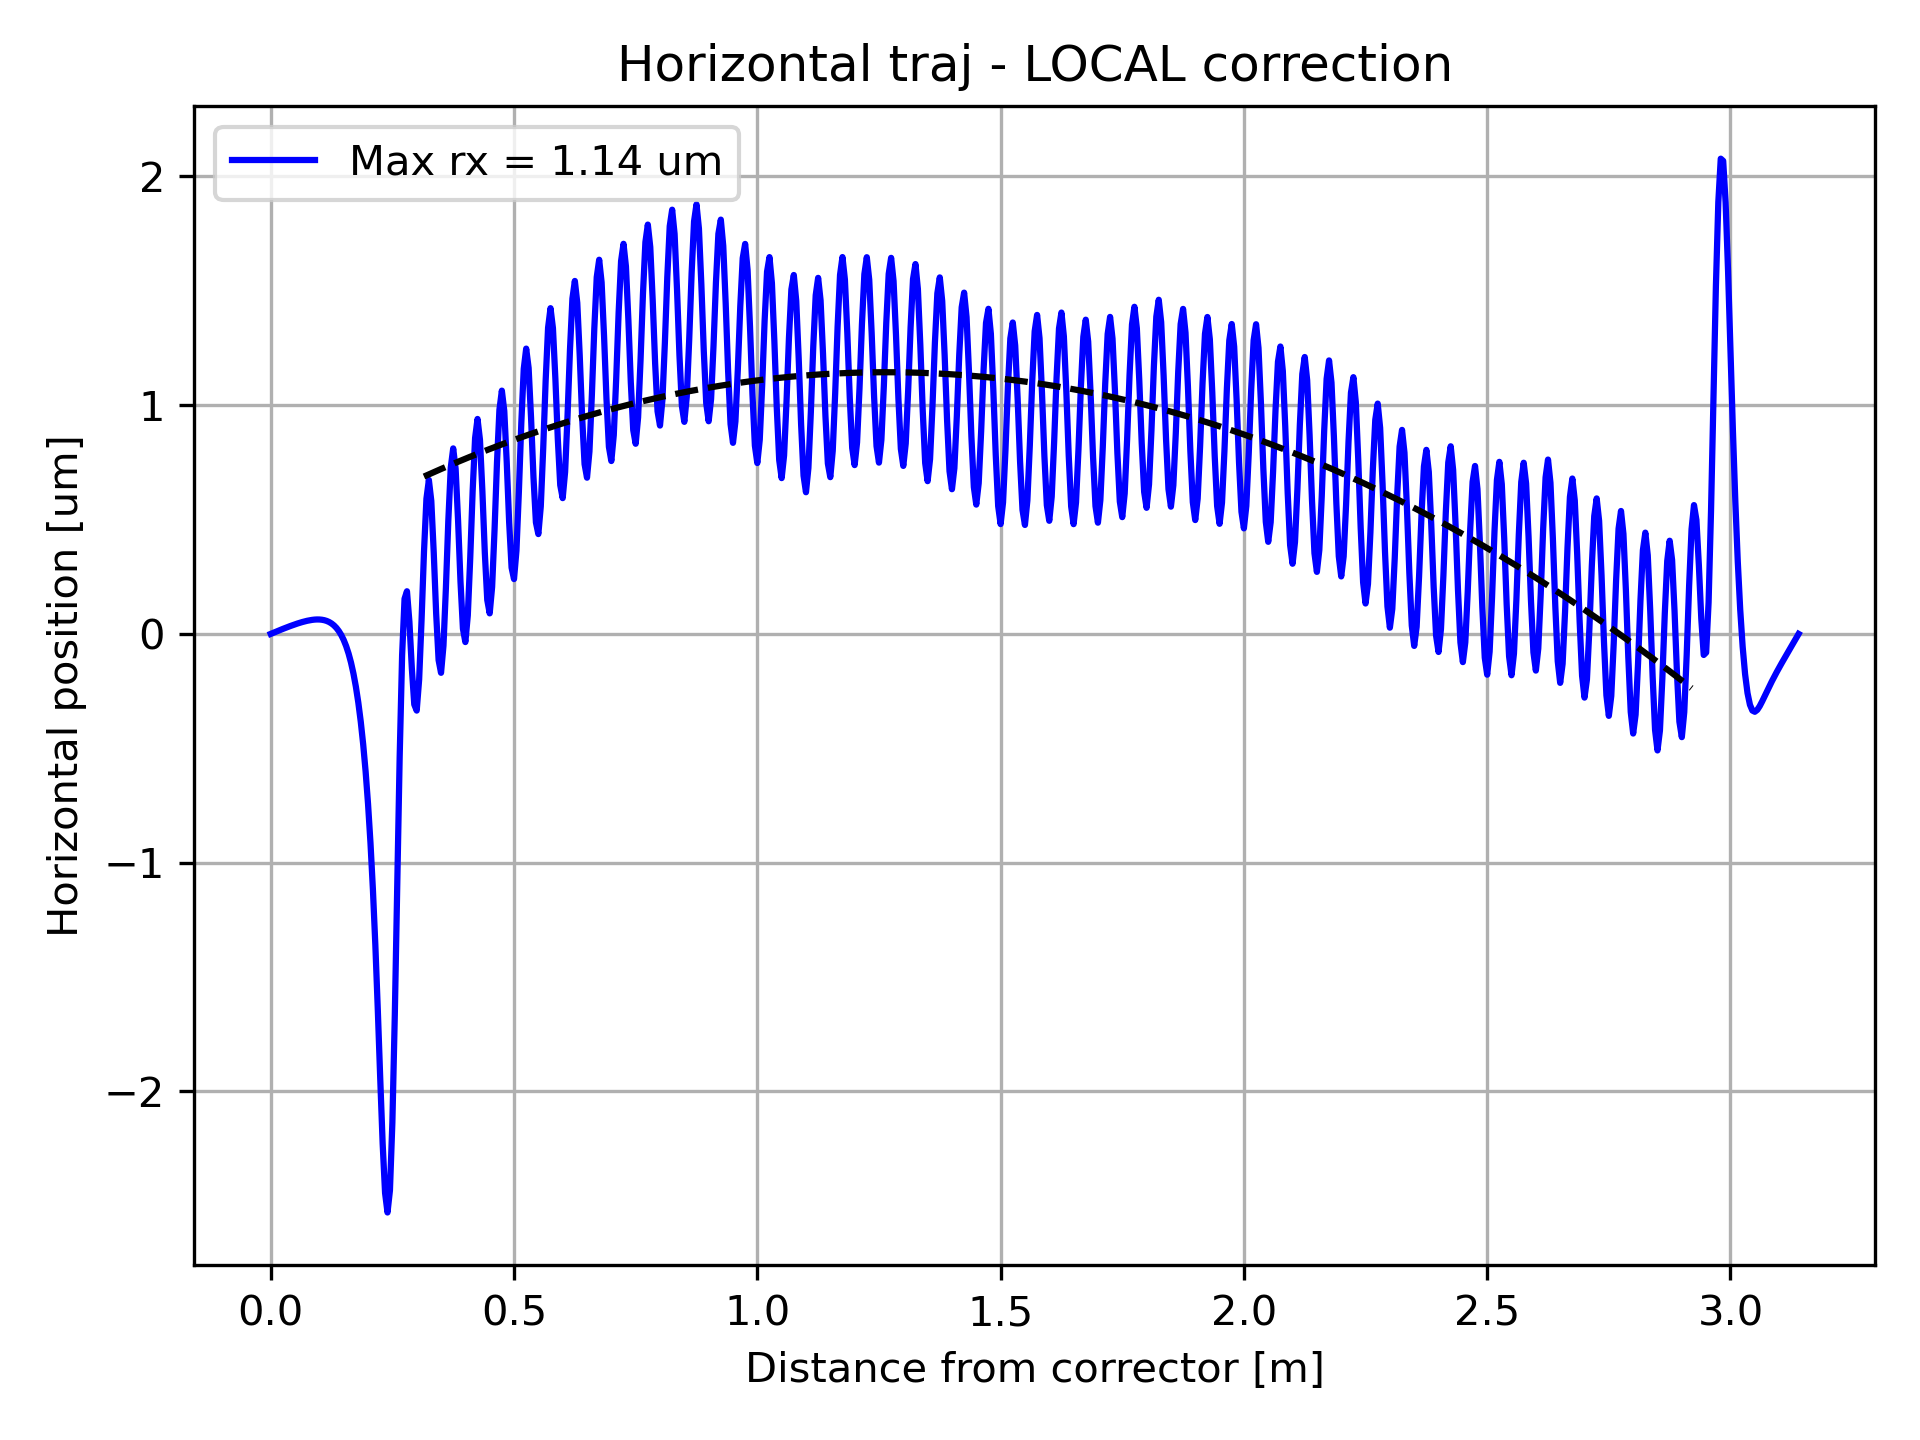 Horizontal traj - LOCAL correction
Max rx = 1.14 um
Horizontal position [um]
2
1
0
−1
−2
0.0 0.5 1.0 1.5 2.0 2.5 3.0
Distance from corrector [m]